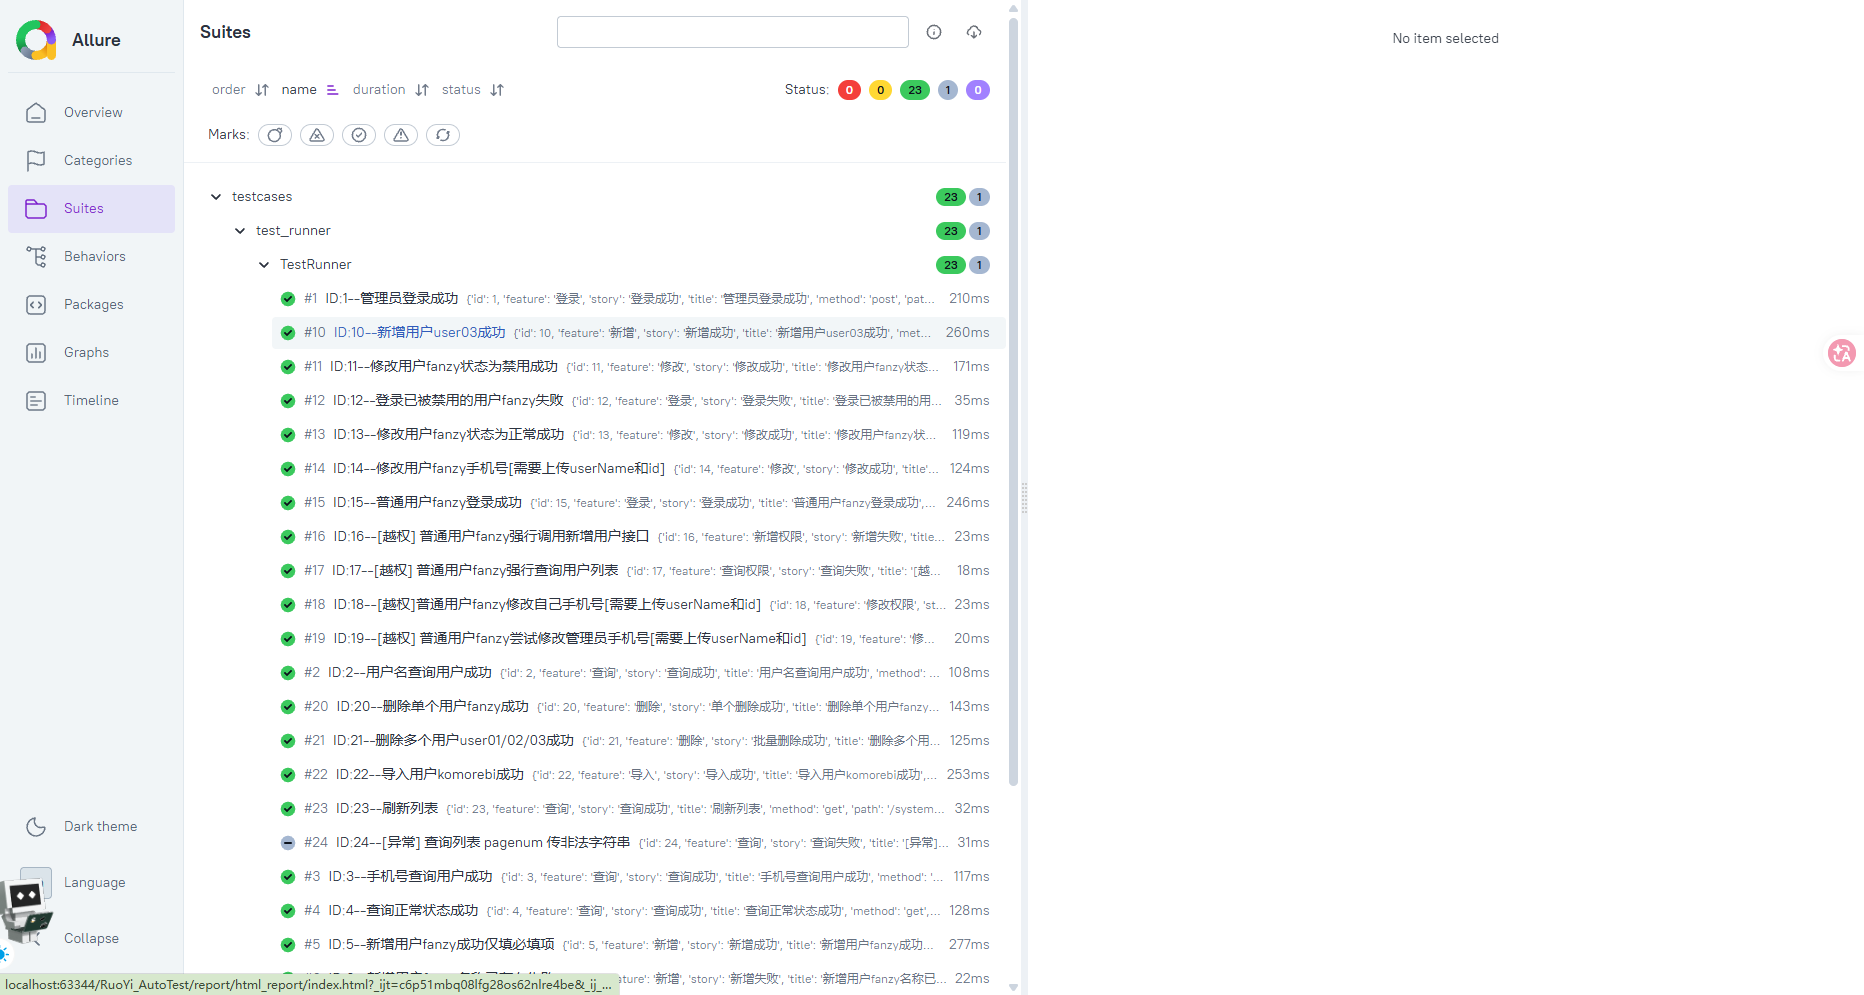 Allure
Overview
Categories
Suites
Behaviors
Packages
Graphs
Timeline
Dark theme
Language
Collapse
Suites
order name duration status Status: 0 0 23 1 0
Marks:
testcases 23 1
test_runner 23 1
TestRunner 23 1
#1 ID:1--管理员登录成功 {'id': 1, 'feature': '登录', 'story': '登录成功', 'title': '管理员登录成功', 'method': 'post', 'pat... 210ms
#10 ID:10--新增用户user03成功 {'id': 10, 'feature': '新增', 'story': '新增成功', 'title': '新增用户user03成功', 'met... 260ms
#11 ID:11--修改用户fanzy状态为禁用成功 {'id': 11, 'feature': '修改', 'story': '修改成功', 'title': '修改用户fanzy状态... 171ms
#12 ID:12--登录已被禁用的用户fanzy失败 {'id': 12, 'feature': '登录', 'story': '登录失败', 'title': '登录已被禁用的用... 35ms
#13 ID:13--修改用户fanzy状态为正常成功 {'id': 13, 'feature': '修改', 'story': '修改成功', 'title': '修改用户fanzy状... 119ms
#14 ID:14--修改用户fanzy手机号[需要上传userName和id] {'id': 14, 'feature': '修改', 'story': '修改成功', 'title':... 124ms
#15 ID:15--普通用户fanzy登录成功 {'id': 15, 'feature': '登录', 'story': '登录成功', 'title': '普通用户fanzy登录成功',... 246ms
#16 ID:16--[越权] 普通用户fanzy强行调用新增用户接口 {'id': 16, 'feature': '新增权限', 'story': '新增失败', 'title... 23ms
#17 ID:17--[越权] 普通用户fanzy强行查询用户列表 {'id': 17, 'feature': '查询权限', 'story': '查询失败', 'title': '[越... 18ms
#18 ID:18--[越权]普通用户fanzy修改自己手机号[需要上传userName和id] {'id': 18, 'feature': '修改权限', 'st... 23ms
#19 ID:19--[越权] 普通用户fanzy尝试修改管理员手机号[需要上传userName和id] {'id': 19, 'feature': '修... 20ms
#2 ID:2--用户名查询用户成功 {'id': 2, 'feature': '查询', 'story': '查询成功', 'title': '用户名查询用户成功', 'method': ... 108ms
#20 ID:20--删除单个用户fanzy成功 {'id': 20, 'feature': '删除', 'story': '单个删除成功', 'title': '删除单个用户fanzy... 143ms
#21 ID:21--删除多个用户user01/02/03成功 {'id': 21, 'feature': '删除', 'story': '批量删除成功', 'title': '删除多个用... 125ms
#22 ID:22--导入用户komorebi成功 {'id': 22, 'feature': '导入', 'story': '导入成功', 'title': '导入用户komorebi成功',... 253ms
#23 ID:23--刷新列表 {'id': 23, 'feature': '查询', 'story': '查询成功', 'title': '刷新列表', 'method': 'get', 'path': '/system... 32ms
#24 ID:24--[异常] 查询列表 pagenum 传非法字符串 {'id': 24, 'feature': '查询', 'story': '查询失败', 'title': '[异常]... 31ms
#3 ID:3--手机号查询用户成功 {'id': 3, 'feature': '查询', 'story': '查询成功', 'title': '手机号查询用户成功', 'method': '... 117ms
#4 ID:4--查询正常状态成功 {'id': 4, 'feature': '查询', 'story': '查询成功', 'title': '查询正常状态成功', 'method': 'get',... 128ms
#5 ID:5--新增用户fanzy成功仅填必填项 {'id': 5, 'feature': '新增', 'story': '新增成功', 'title': '新增用户fanzy成功... 277ms
ature': '新增', 'story': '新增失败', 'title': '新增用户fanzy名称已... 22ms
localhost:63344/RuoYi_AutoTest/report/html_report/index.html?_ijt=c6p51mbq08lfg28os62nlre4be&_ij_...
No item selected